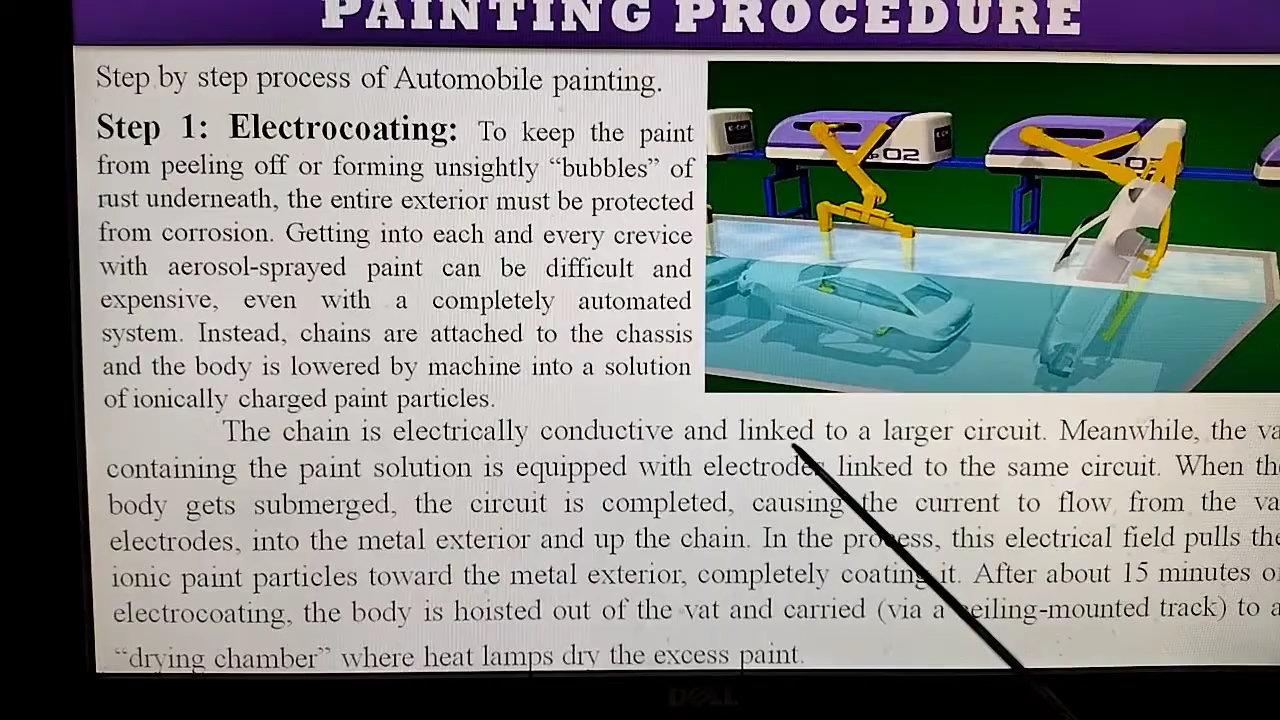 PAINTING PROCEDURE
Step by step process of Automobile painting.
Step 1: Electrocoating: To keep the paint
from peeling off or forming unsightly “bubbles” of
rust underneath, the entire exterior must be protected
from corrosion. Getting into each and every crevice
with aerosol-sprayed paint can be difficult and
expensive, even with a completely automated
system. Instead, chains are attached to the chassis
and the body is lowered by machine into a solution
of ionically charged paint particles.
02
The chain is electrically conductive and linked to a larger circuit. Meanwhile, the va
containing the paint solution is equipped with electrodes linked to the same circuit. When th
body gets submerged, the circuit is completed, causing the current to flow from the va
electrodes, into the metal exterior and up the chain. In the process, this electrical field pulls the
ionic paint particles toward the metal exterior, completely coating it. After about 15 minutes o
electrocoating, the body is hoisted out of the vat and carried (via a ceiling-mounted track) to a
“drying chamber” where heat lamps dry the excess paint.
DELL